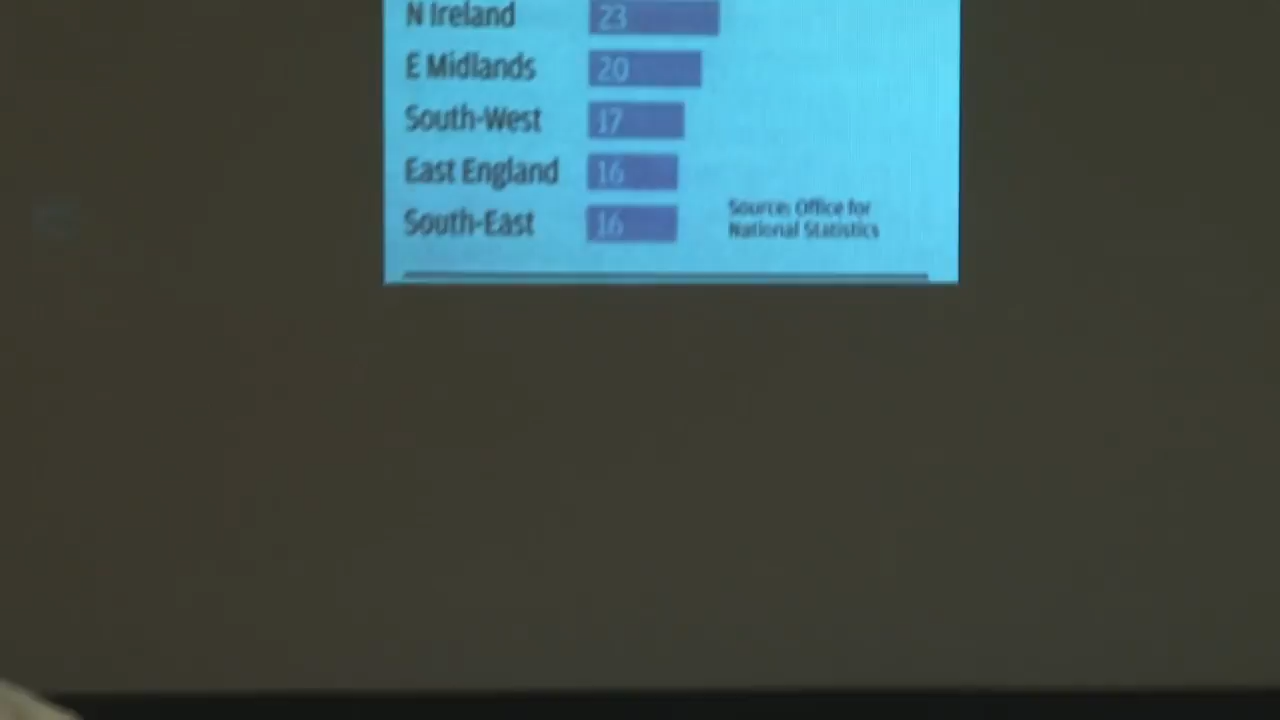 N Ireland 23
E Midlands 20
South-West 17
East England 16
South-East 16
Source: Office for
National Statistics